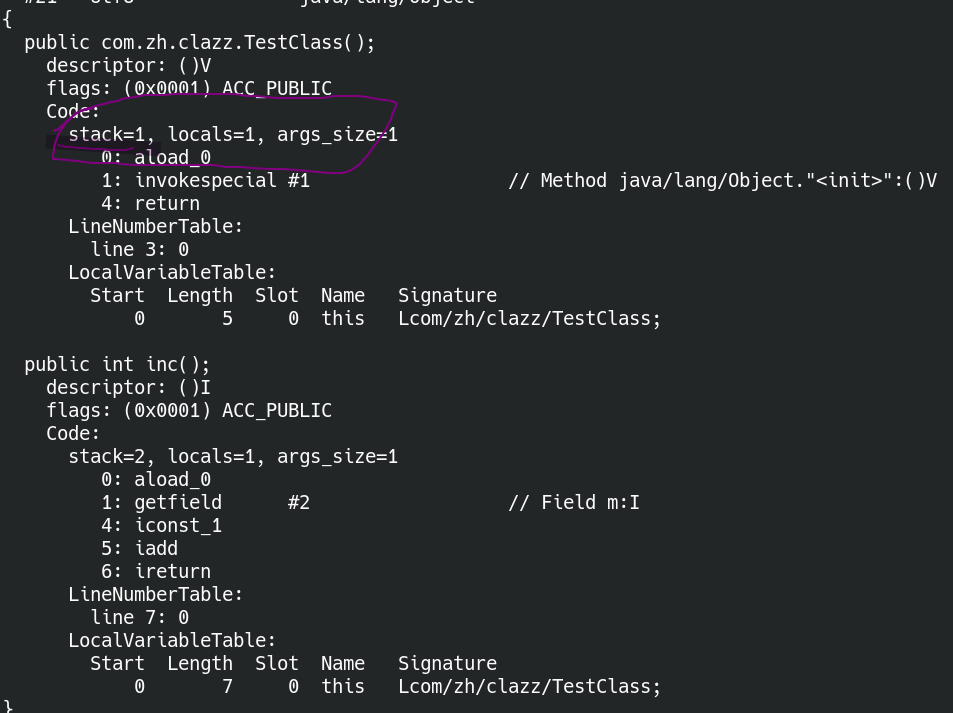 #21 = Utf8               java/lang/Object
{
  public com.zh.clazz.TestClass();
    descriptor: ()V
    flags: (0x0001) ACC_PUBLIC
    Code:
      stack=1, locals=1, args_size=1
         0: aload_0
         1: invokespecial #1                  // Method java/lang/Object."<init>":()V
         4: return
      LineNumberTable:
        line 3: 0
      LocalVariableTable:
        Start  Length  Slot  Name   Signature
            0       5     0  this   Lcom/zh/clazz/TestClass;

  public int inc();
    descriptor: ()I
    flags: (0x0001) ACC_PUBLIC
    Code:
      stack=2, locals=1, args_size=1
         0: aload_0
         1: getfield      #2                  // Field m:I
         4: iconst_1
         5: iadd
         6: ireturn
      LineNumberTable:
        line 7: 0
      LocalVariableTable:
        Start  Length  Slot  Name   Signature
            0       7     0  this   Lcom/zh/clazz/TestClass;
}